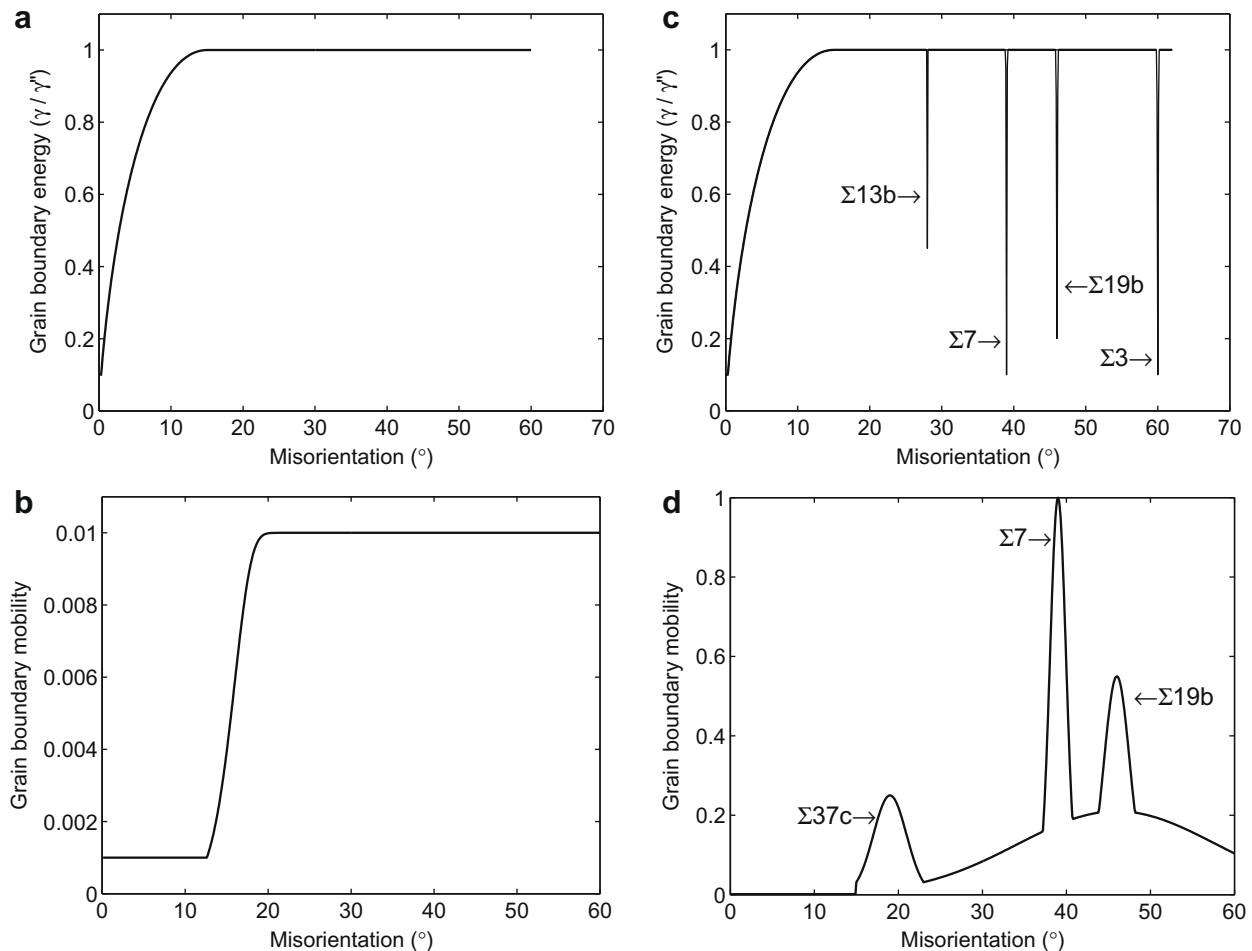 a
Grain boundary energy (γ / γ")
1
0.8
0.6
0.4
0.2
0
0 10 20 30 40 50 60 70
Misorientation (°)
c
Grain boundary energy (γ / γ")
1
0.8
0.6
0.4
0.2
0
Σ13b→
←Σ19b
Σ7→
Σ3→
0 10 20 30 40 50 60 70
Misorientation (°)
b
Grain boundary mobility
0.01
0.008
0.006
0.004
0.002
0
0 10 20 30 40 50 60
Misorientation (°)
d
Grain boundary mobility
1
0.8
0.6
0.4
0.2
0
Σ7→
←Σ19b
Σ37c→
0 10 20 30 40 50 60
Misorientation (°)